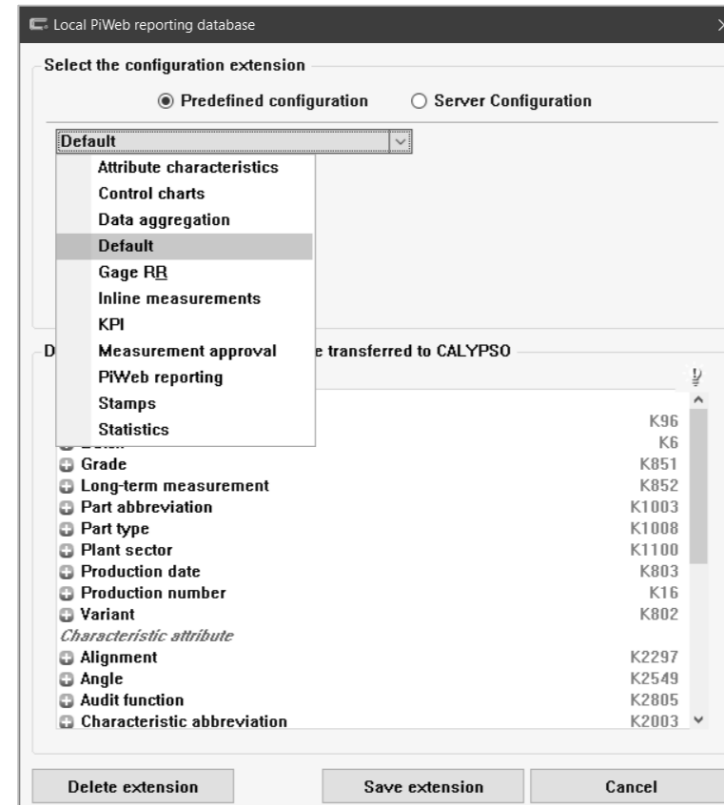 Local PiWeb reporting database
Select the configuration extension
Predefined configuration Server Configuration
Default
Attribute characteristics
Control charts
Data aggregation
Default
Gage RR
Inline measurements
KPI
D Measurement approval e transferred to CALYPSO
PiWeb reporting
Stamps
K96
Statistics
K6
Grade K851
Long-term measurement K852
Part abbreviation K1003
Part type K1008
Plant sector K1100
Production date K803
Production number K16
Variant K802
Characteristic attribute
Alignment K2297
Angle K2549
Audit function K2805
Characteristic abbreviation K2003
Delete extension Save extension Cancel